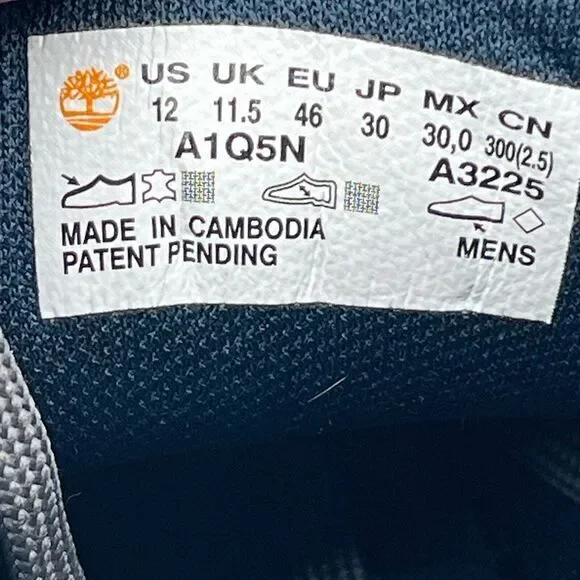 ® US UK EU JP MX CN
12 11.5 46 30 30,0 300(2.5)
A1Q5N A3225
MADE IN CAMBODIA
PATENT PENDING MENS